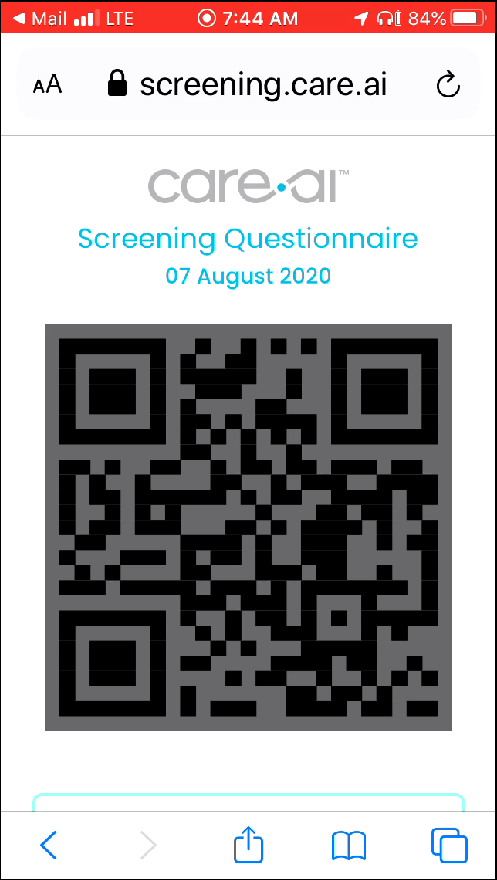 Mail LTE 7:44 AM 84%
AA screening.care.ai
care.ai™
Screening Questionnaire
07 August 2020